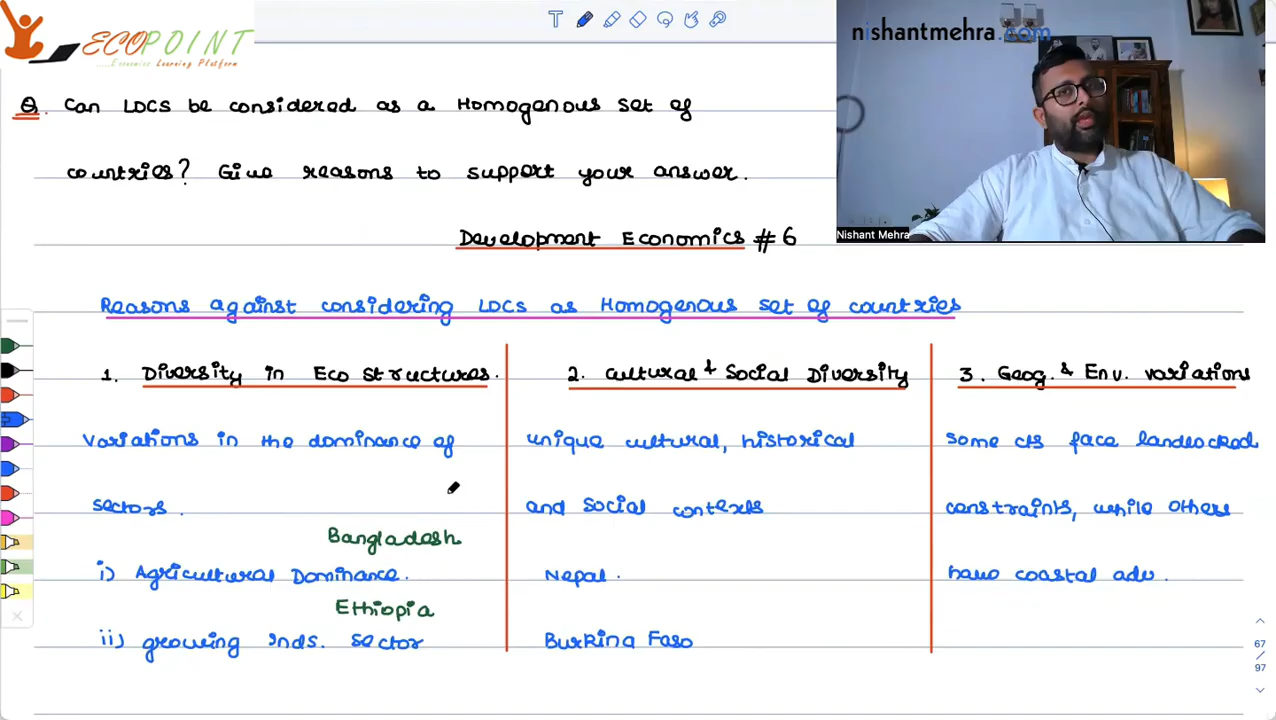 ECOPOINT
....Economics Learning Platform
nishantmehra.com
Nishant Mehra
Q. Can LDCs be considered as a Homogenous set of
countries? Give reasons to support your answer.
Development Economics #6
Reasons against considering LDCs as Homogenous set of countries
1. Diversity in Eco structures.
variations in the dominance of
sectors.
Bangladesh
i) Agricultural Dominance.
Ethiopia
ii) growing Inds. sector
2. Cultural & Social Diversity
unique cultural, historical
and social contexts
Nepal.
Burkina Faso
3. Geog. & Env. variations
some cts face landlocked
constraints, while others
have coastal adv.
67
/
97